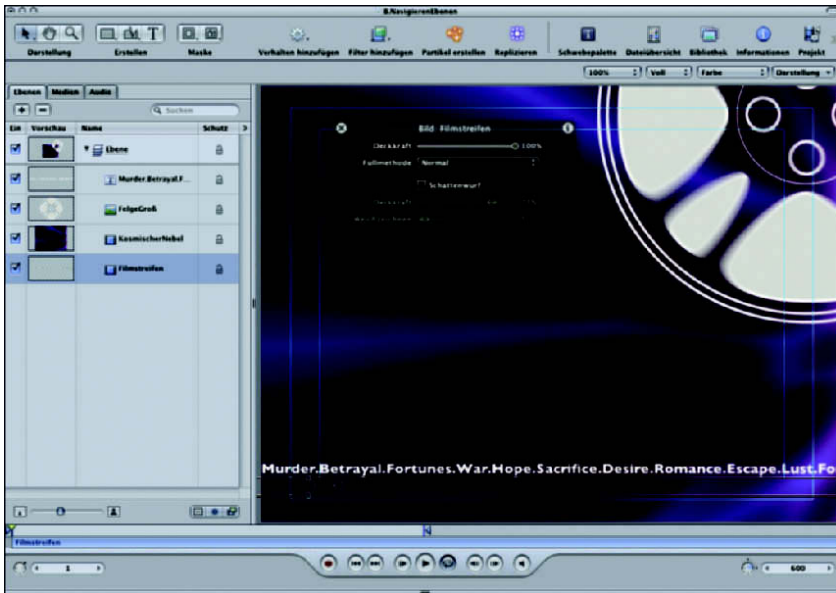 B.NavigierenEbenen
Darstellung Erstellen Maske Verhalten hinzufügen Filter hinzufügen Partikel erstellen Replizieren Schwebepalette Dateiübersicht Bibliothek Informationen Projekt
100% Voll Farbe Darstellung
Ebenen Medien Audio
Suchen
Ein Vorschau Name Schutz
Ebene
Murder.Betrayal.F...
FelgeGroß
KosmischerNebel
Filmstreifen
Bild Filmstreifen
Deckkraft 100%
Füllmethode Normal
Schattenwurf
Deckkraft
Murder.Betrayal.Fortunes.War.Hope.Sacrifice.Desire.Romance.Escape.Lust.Fo
Filmstreifen
1
600